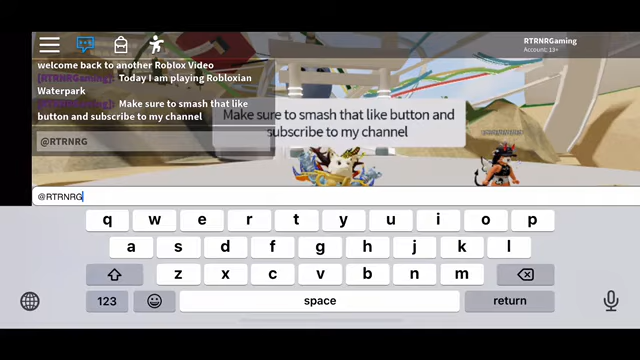 RTRNRGaming
Account: 13+
welcome back to another Roblox Video
[RTRNRGaming]: Today I am playing Robloxian
Waterpark
[RTRNRGaming]: Make sure to smash that like
button and subscribe to my channel
Make sure to smash that like button and
subscribe to my channel
@RTRNRG
@RTRNRG
q w e r t y u i o p
a s d f g h j k l
z x c v b n m
123 space return